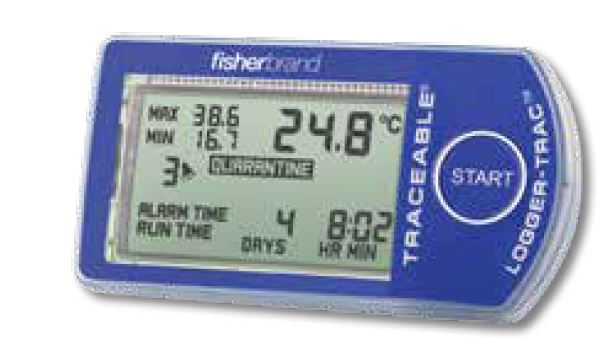 fisherbrand
MAX 38.6
MIN 16.7
24.8 °C
3 QUARANTINE
ALARM TIME
RUN TIME
4 DAYS
8:02 HR MIN
TRACEABLE®
START
LOGGER-TRAC™